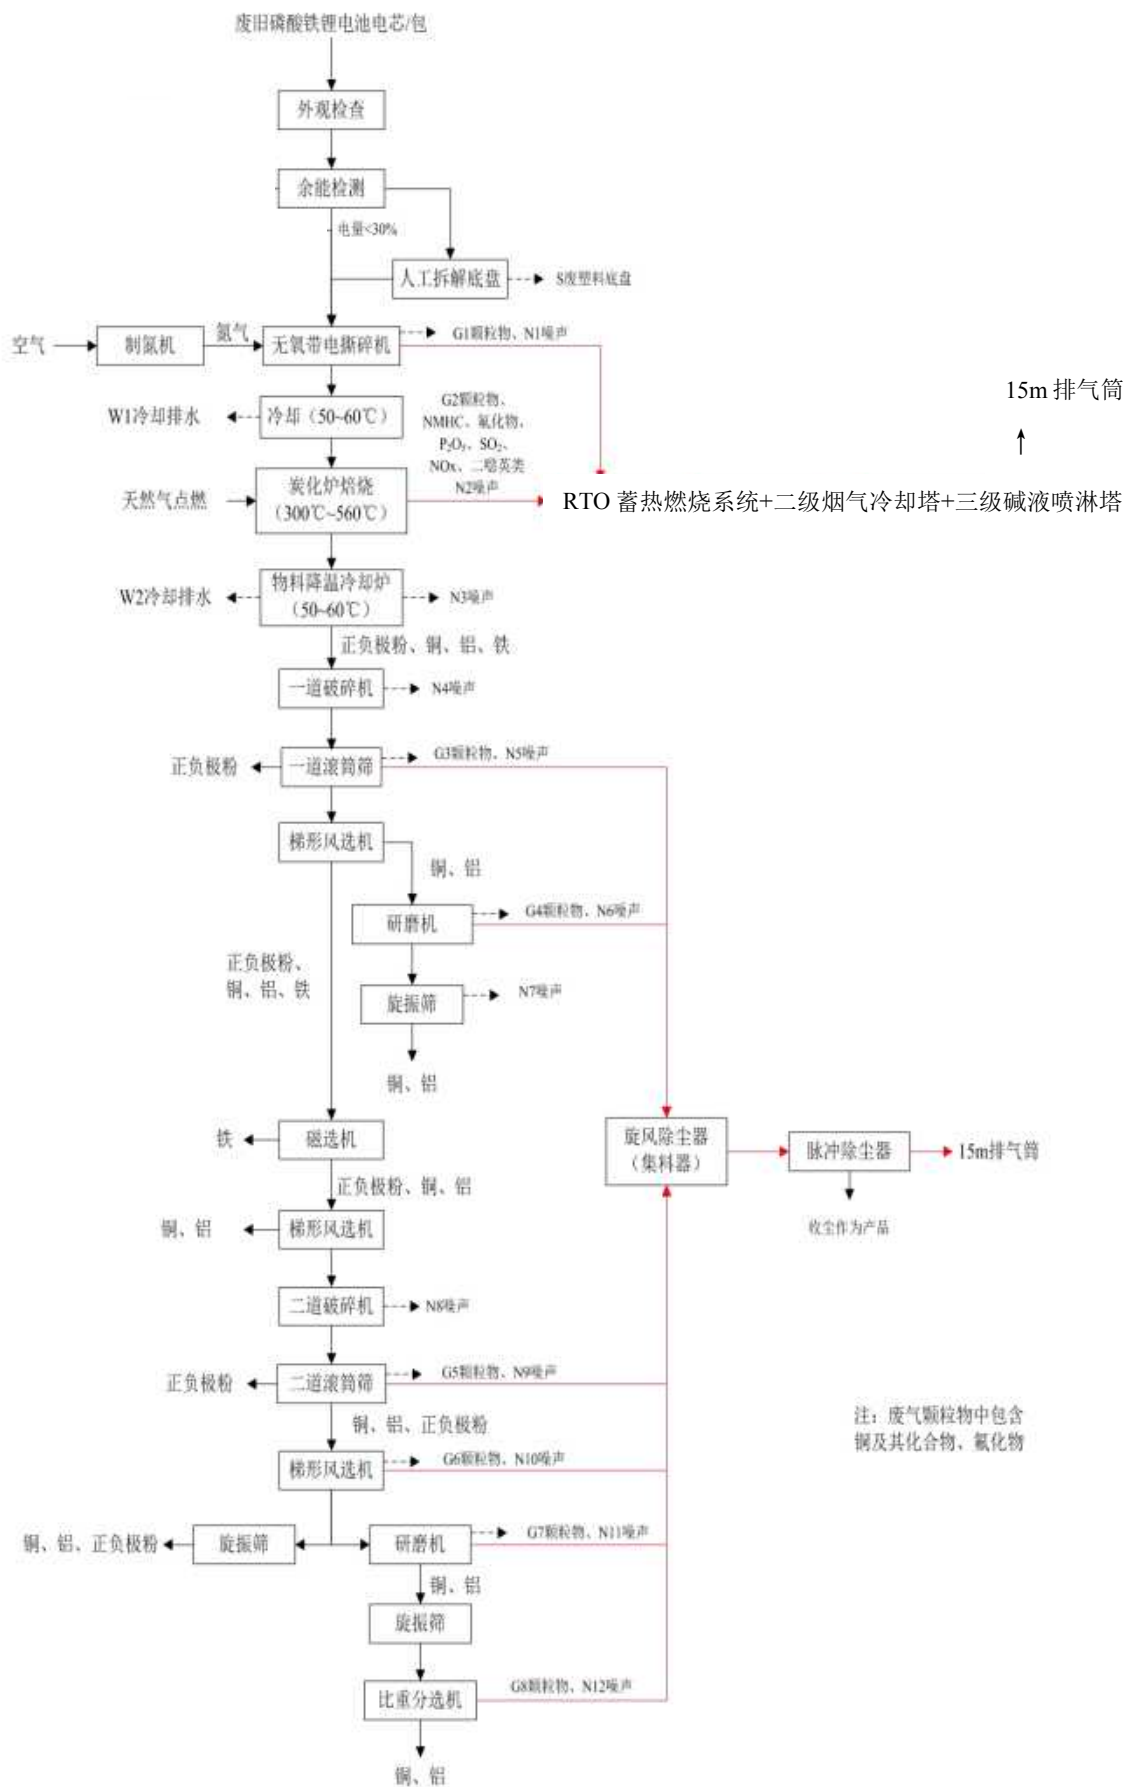 废旧磷酸铁锂电池电芯/包
外观检查
余能检测
电量<30%
人工拆解底盘
S废塑料底盘
空气
制氮机
氮气
无氧带电撕碎机
G1颗粒物、N1噪声
15m 排气筒
W1冷却排水
冷却（50~60℃）
G2颗粒物、
NMHC、氟化物、
P₂O₅、SO₂、
NOx、二噁英类
N2噪声
天然气点燃
炭化炉焙烧
（300℃~560℃）
RTO 蓄热燃烧系统+二级烟气冷却塔+三级碱液喷淋塔
W2冷却排水
物料降温冷却炉
（50~60℃）
N3噪声
正负极粉、铜、铝、铁
一道破碎机
N4噪声
正负极粉
一道滚筒筛
G3颗粒物、N5噪声
梯形风选机
铜、铝
研磨机
G4颗粒物、N6噪声
正负极粉、
铜、铝、铁
旋振筛
N7噪声
铜、铝
铁
磁选机
旋风除尘器
（集料器）
脉冲除尘器
15m排气筒
正负极粉、铜、铝
收尘作为产品
铜、铝
梯形风选机
二道破碎机
N8噪声
正负极粉
二道滚筒筛
G5颗粒物、N9噪声
铜、铝、正负极粉
注：废气颗粒物中包含
铜及其化合物、氟化物
梯形风选机
G6颗粒物、N10噪声
铜、铝、正负极粉
旋振筛
研磨机
G7颗粒物、N11噪声
铜、铝
旋振筛
比重分选机
G8颗粒物、N12噪声
铜、铝